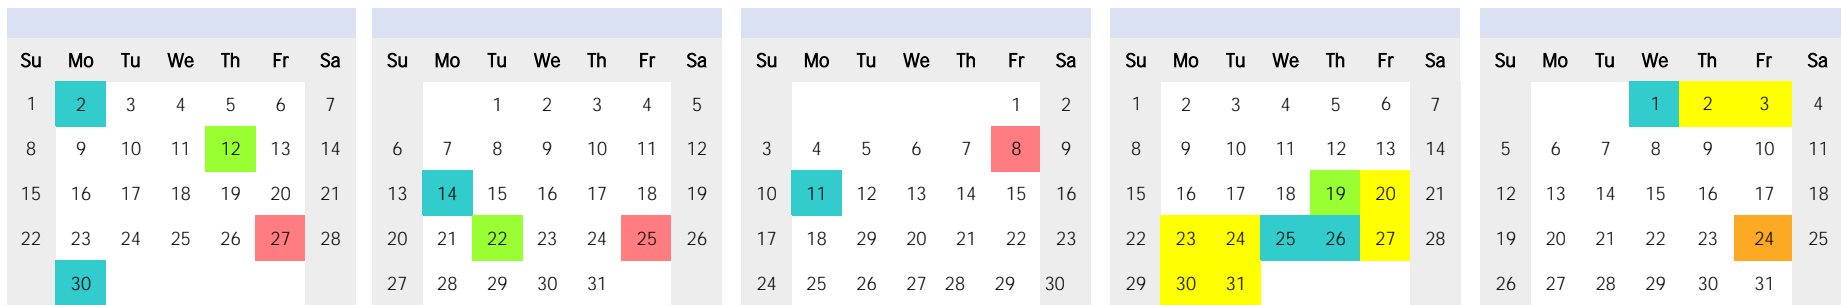 Su Mo Tu We Th Fr Sa
1 2 3 4 5 6 7
8 9 10 11 12 13 14
15 16 17 18 19 20 21
22 23 24 25 26 27 28
30
Su Mo Tu We Th Fr Sa
1 2 3 4 5
6 7 8 9 10 11 12
13 14 15 16 17 18 19
20 21 22 23 24 25 26
27 28 29 30 31
Su Mo Tu We Th Fr Sa
1 2
3 4 5 6 7 8 9
10 11 12 13 14 15 16
17 18 29 20 21 22 23
24 25 26 27 28 29 30
Su Mo Tu We Th Fr Sa
1 2 3 4 5 6 7
8 9 10 11 12 13 14
15 16 17 18 19 20 21
22 23 24 25 26 27 28
29 30 31
Su Mo Tu We Th Fr Sa
1 2 3 4
5 6 7 8 9 10 11
12 13 14 15 16 17 18
19 20 21 22 23 24 25
26 27 28 29 30 31